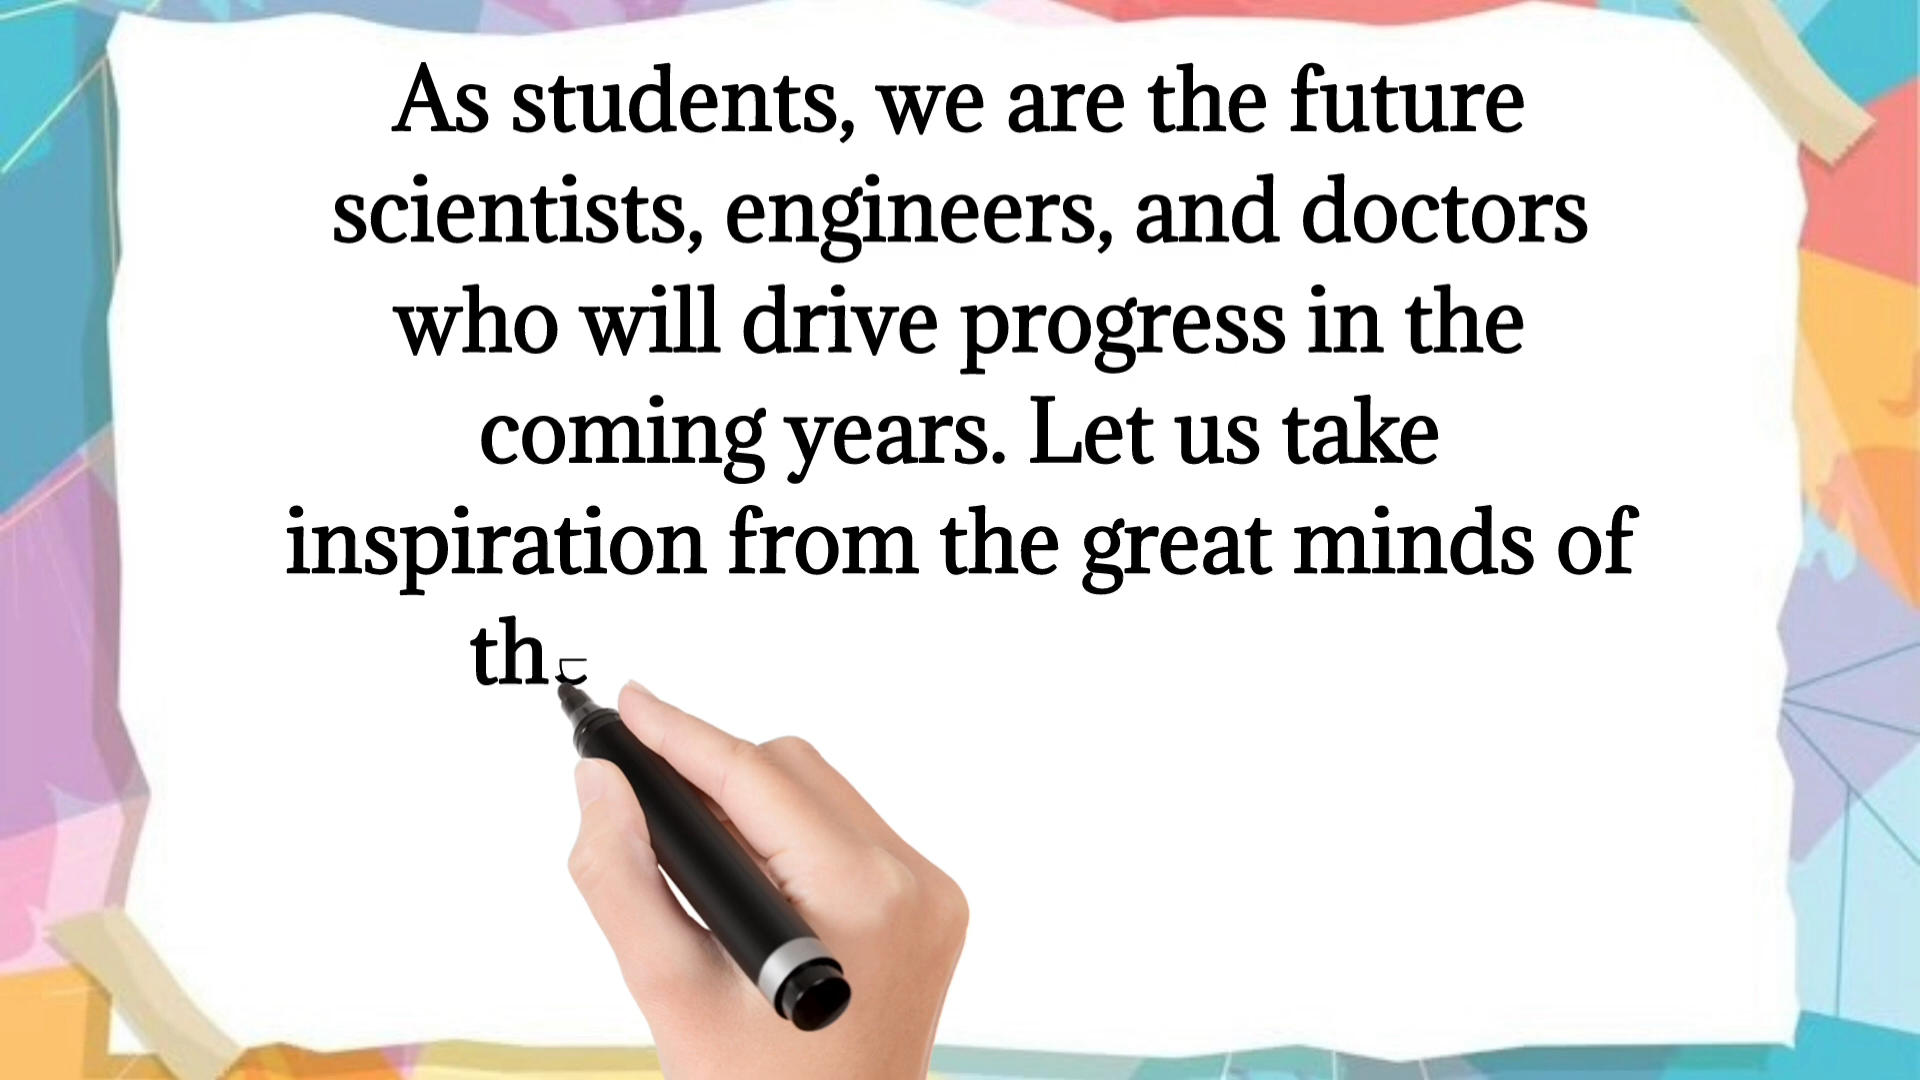 As students, we are the future
scientists, engineers, and doctors
who will drive progress in the
coming years. Let us take
inspiration from the great minds of